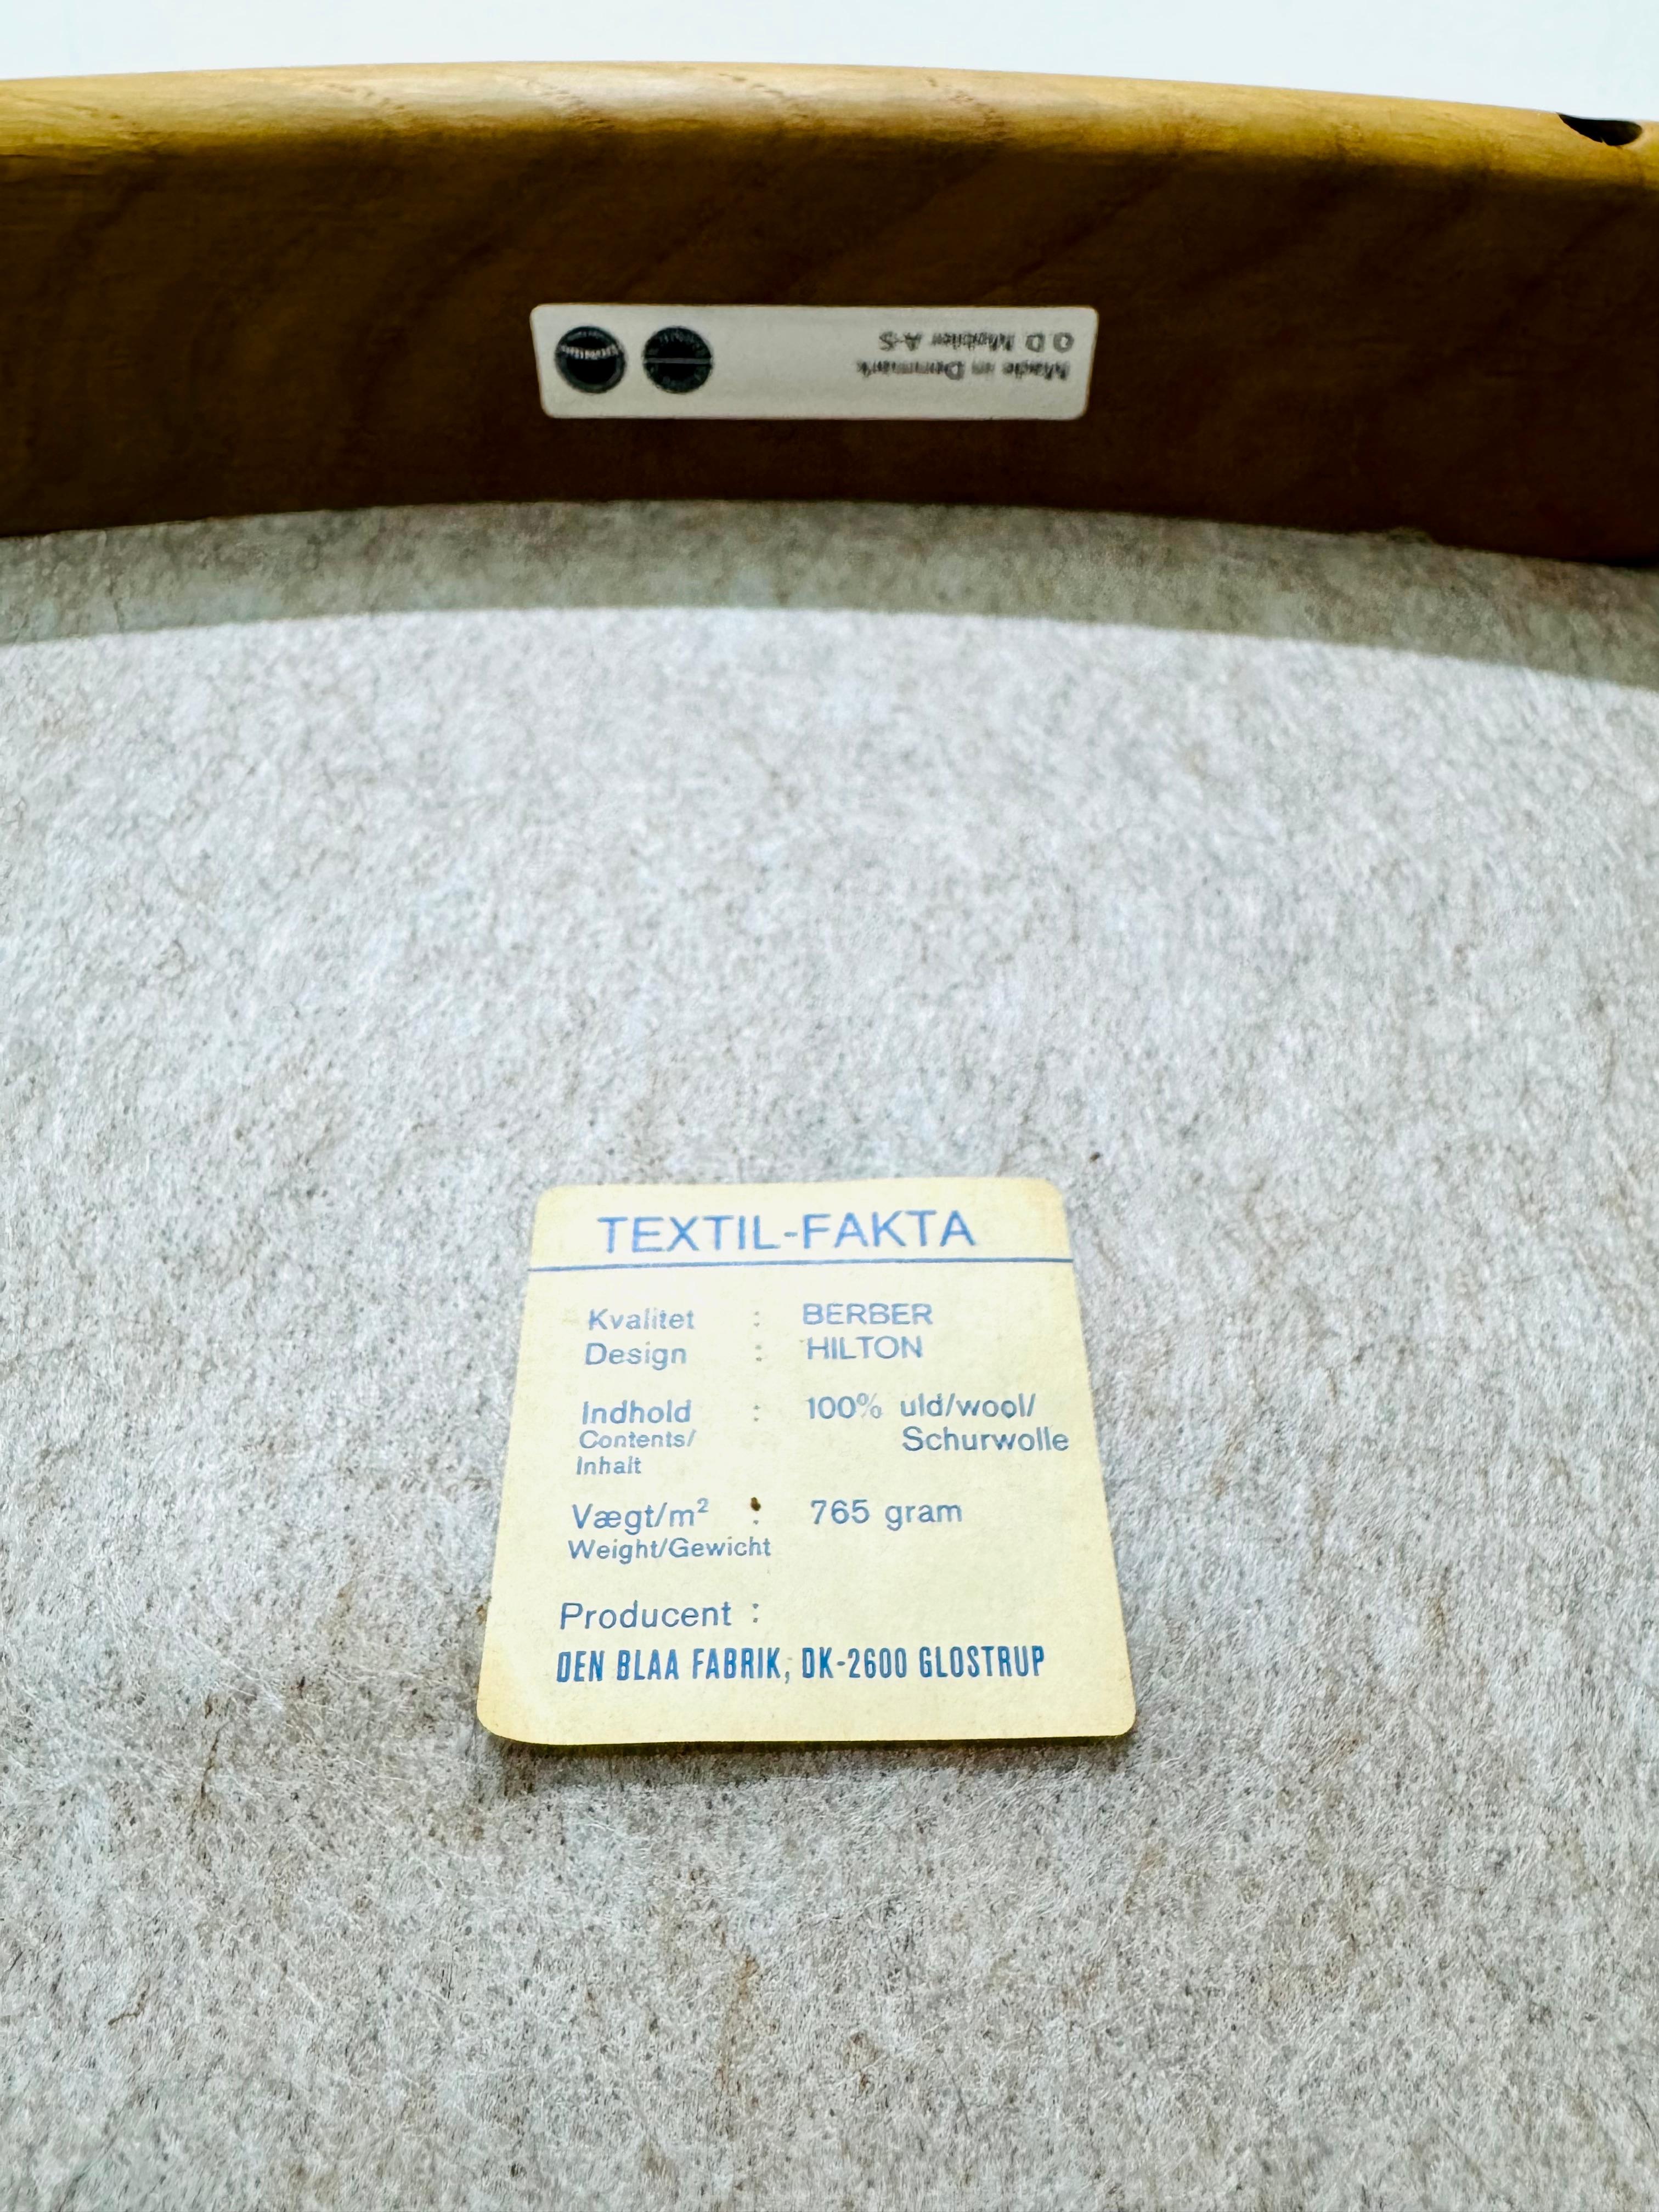 Made in Denmark
O.D. Møbler A-S
TEXTIL-FAKTA
Kvalitet : BERBER
Design : HILTON
Indhold : 100% uld/wool/
Contents/ Schurwolle
Inhalt
Vægt/m² : 765 gram
Weight/Gewicht
Producent :
DEN BLAA FABRIK, DK-2600 GLOSTRUP